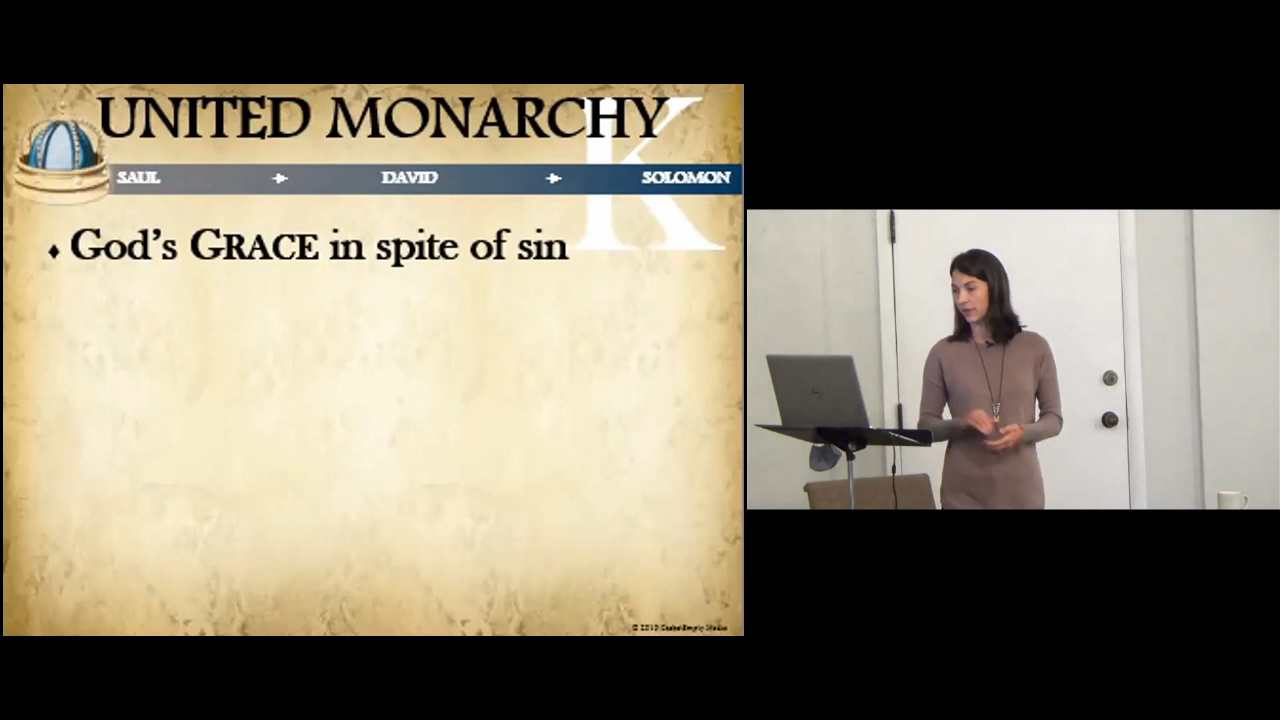 UNITED MONARCHY
K
SAUL DAVID SOLOMON
⬧ God's GRACE in spite of sin